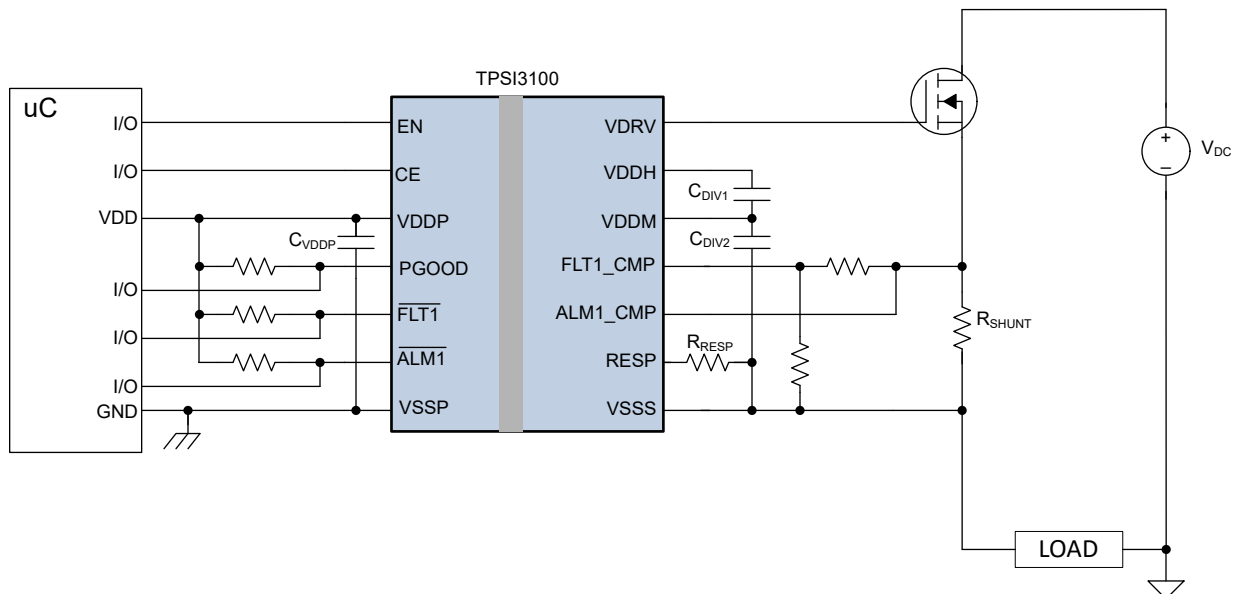 TPSI3100
uC
I/O
EN
VDRV
I/O
CE
VDDH
CDIV1
VDD
VDDP
VDDM
CVDDP
CDIV2
PGOOD
FLT1_CMP
I/O
FLT1
ALM1_CMP
I/O
ALM1
RRESP
RESP
I/O
GND
VSSP
VSSS
RSHUNT
+
–
VDC
LOAD